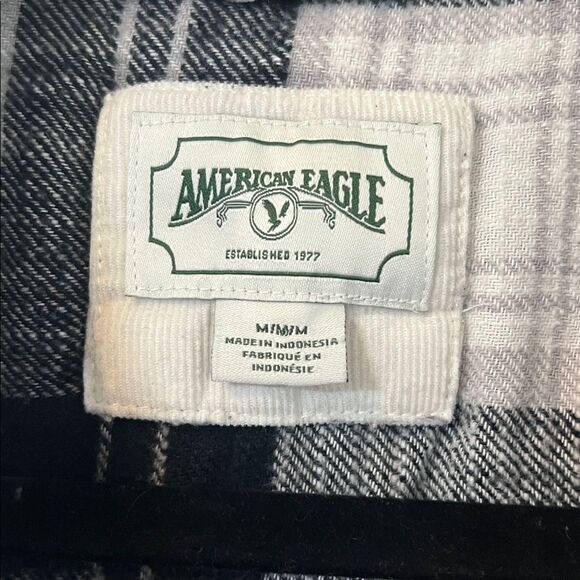 AMERICAN EAGLE
ESTABLISHED 1977
M/M/M
MADE IN INDONESIA
FABRIQUÉ EN
INDONÉSIE